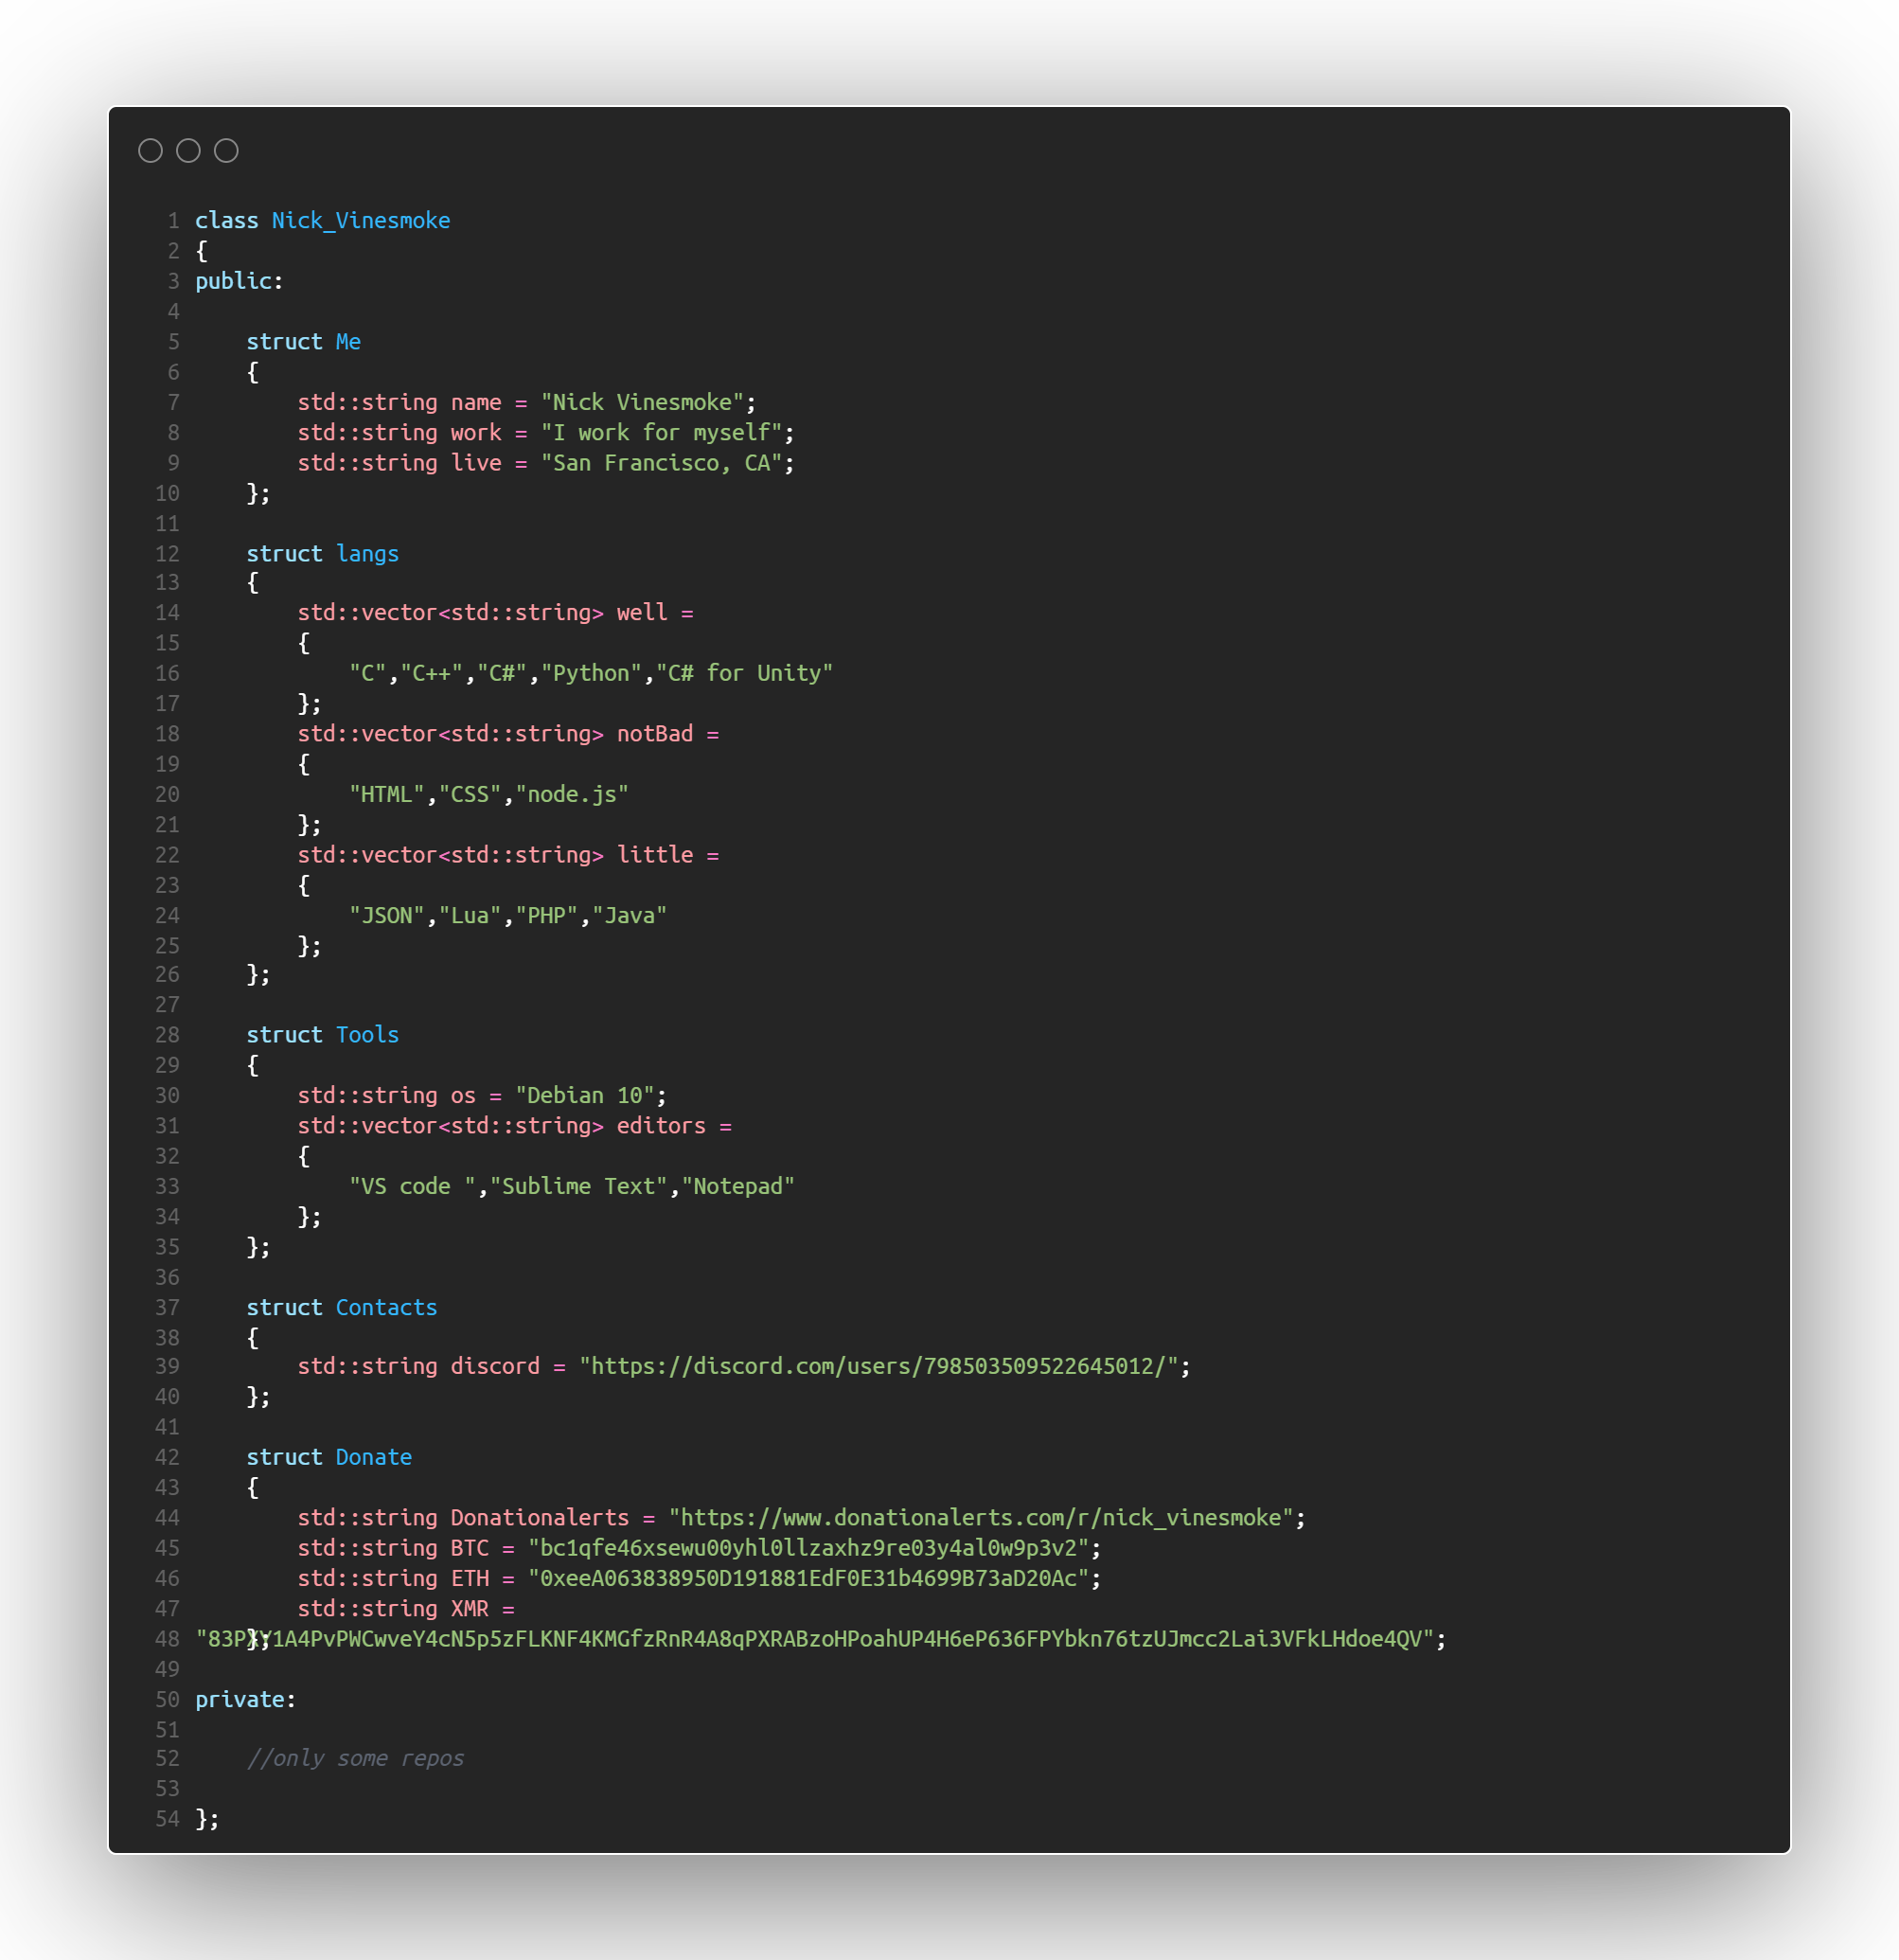 1 class Nick_Vinesmoke
2 {
3 public:
4
5     struct Me
6     {
7         std::string name = "Nick Vinesmoke";
8         std::string work = "I work for myself";
9         std::string live = "San Francisco, CA";
10     };
11
12     struct langs
13     {
14         std::vector<std::string> well =
15         {
16             "C","C++","C#","Python","C# for Unity"
17         };
18         std::vector<std::string> notBad =
19         {
20             "HTML","CSS","node.js"
21         };
22         std::vector<std::string> little =
23         {
24             "JSON","Lua","PHP","Java"
25         };
26     };
27
28     struct Tools
29     {
30         std::string os = "Debian 10";
31         std::vector<std::string> editors =
32         {
33             "VS code ","Sublime Text","Notepad"
34         };
35     };
36
37     struct Contacts
38     {
39         std::string discord = "https://discord.com/users/798503509522645012/";
40     };
41
42     struct Donate
43     {
44         std::string Donationalerts = "https://www.donationalerts.com/r/nick_vinesmoke";
45         std::string BTC = "bc1qfe46xsewu00yhl0llzaxhz9re03y4al0w9p3v2";
46         std::string ETH = "0xeeA063838950D191881EdF0E31b4699B73aD20Ac";
47         std::string XMR =
48     };
49
50 private:
51
52     //only some repos
53
54 };